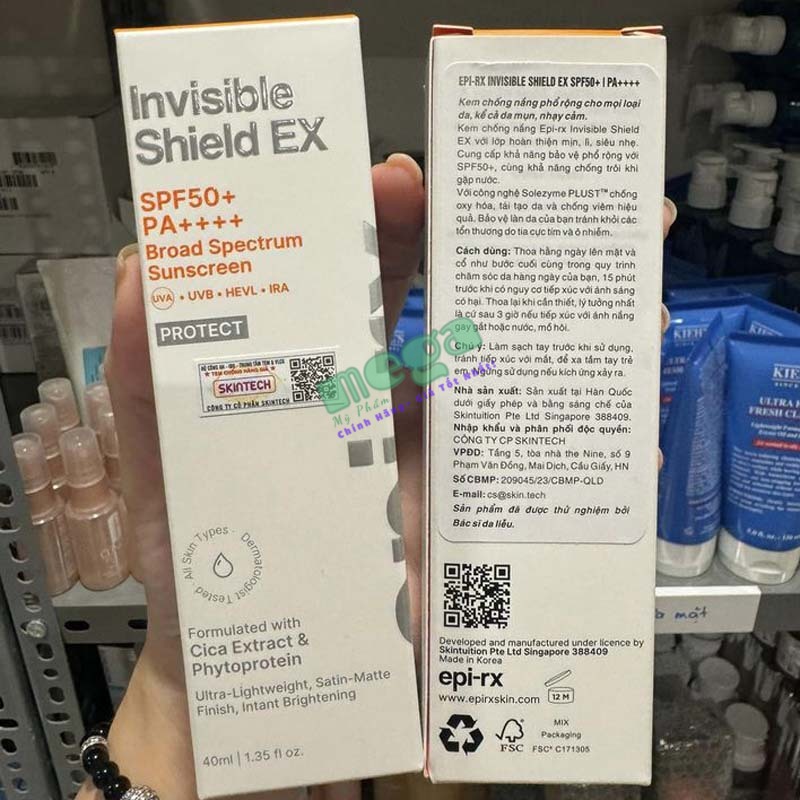 Invisible
Shield EX
SPF50+
PA++++
Broad Spectrum
Sunscreen
UVA • UVB • HEVL • IRA
PROTECT
★ TEM CHỐNG HÀNG GIẢ ★
SKINTECH
CÔNG TY CỔ PHẦN SKINTECH
All Skin Types - Dermatologist Tested -
Formulated with
Cica Extract &
Phytoprotein
Ultra-Lightweight, Satin-Matte
Finish, Intant Brightening
40ml | 1.35 fl oz.
EPI-RX INVISIBLE SHIELD EX SPF50+ | PA++++
Kem chống nắng phổ rộng cho mọi loại
da, kể cả da mụn, nhạy cảm.
Kem chống nắng Epi-rx Invisible Shield
EX với lớp hoàn thiện mịn, lì, siêu nhẹ.
Cung cấp khả năng bảo vệ phổ rộng với
SPF50+, cùng khả năng chống trôi khi
gặp nước.
Với công nghệ Solezyme PLUST™ chống
oxy hóa, tái tạo da và chống viêm hiệu
quả. Bảo vệ làn da của bạn tránh khỏi các
tổn thương do tia cực tím và ô nhiễm.
Cách dùng: Thoa hằng ngày lên mặt và
cổ như bước cuối cùng trong quy trình
chăm sóc da hàng ngày của bạn, 15 phút
trước khi có nguy cơ tiếp xúc với ánh sáng
có hại. Thoa lại khi cần thiết, lý tưởng nhất
là cứ sau 3 giờ nếu tiếp xúc với ánh nắng
gay gắt hoặc nước, mồ hôi.
Chú ý: Làm sạch tay trước khi sử dụng,
tránh tiếp xúc với mắt, để xa tầm tay trẻ
em. Ngừng sử dụng nếu kích ứng xảy ra.
Nhà sản xuất: Sản xuất tại Hàn Quốc
dưới giấy phép và bằng sáng chế của
Skintuition Pte Ltd Singapore 388409.
Nhập khẩu và phân phối độc quyền:
CÔNG TY CP SKINTECH
VPĐD: Tầng 5, tòa nhà the Nine, số 9
Phạm Văn Đồng, Mai Dịch, Cầu Giấy, HN
Số CBMP: 209045/23/CBMP-QLD
E-mail: cs@skin.tech
Sản phẩm đã được thử nghiệm bởi
Bác sĩ da liễu.
Developed and manufactured under licence by
Skintuition Pte Ltd Singapore 388409
Made in Korea
epi-rx
www.epirxskin.com
12 M
FSC
MIX
Packaging
FSC® C171305
mega
Mỹ Phẩm
Chính Hãng, Giá Tốt Nhất
KIEHL'S
ULTRA
KIEHL
SINCE
ULTRA
FRESH
mặt